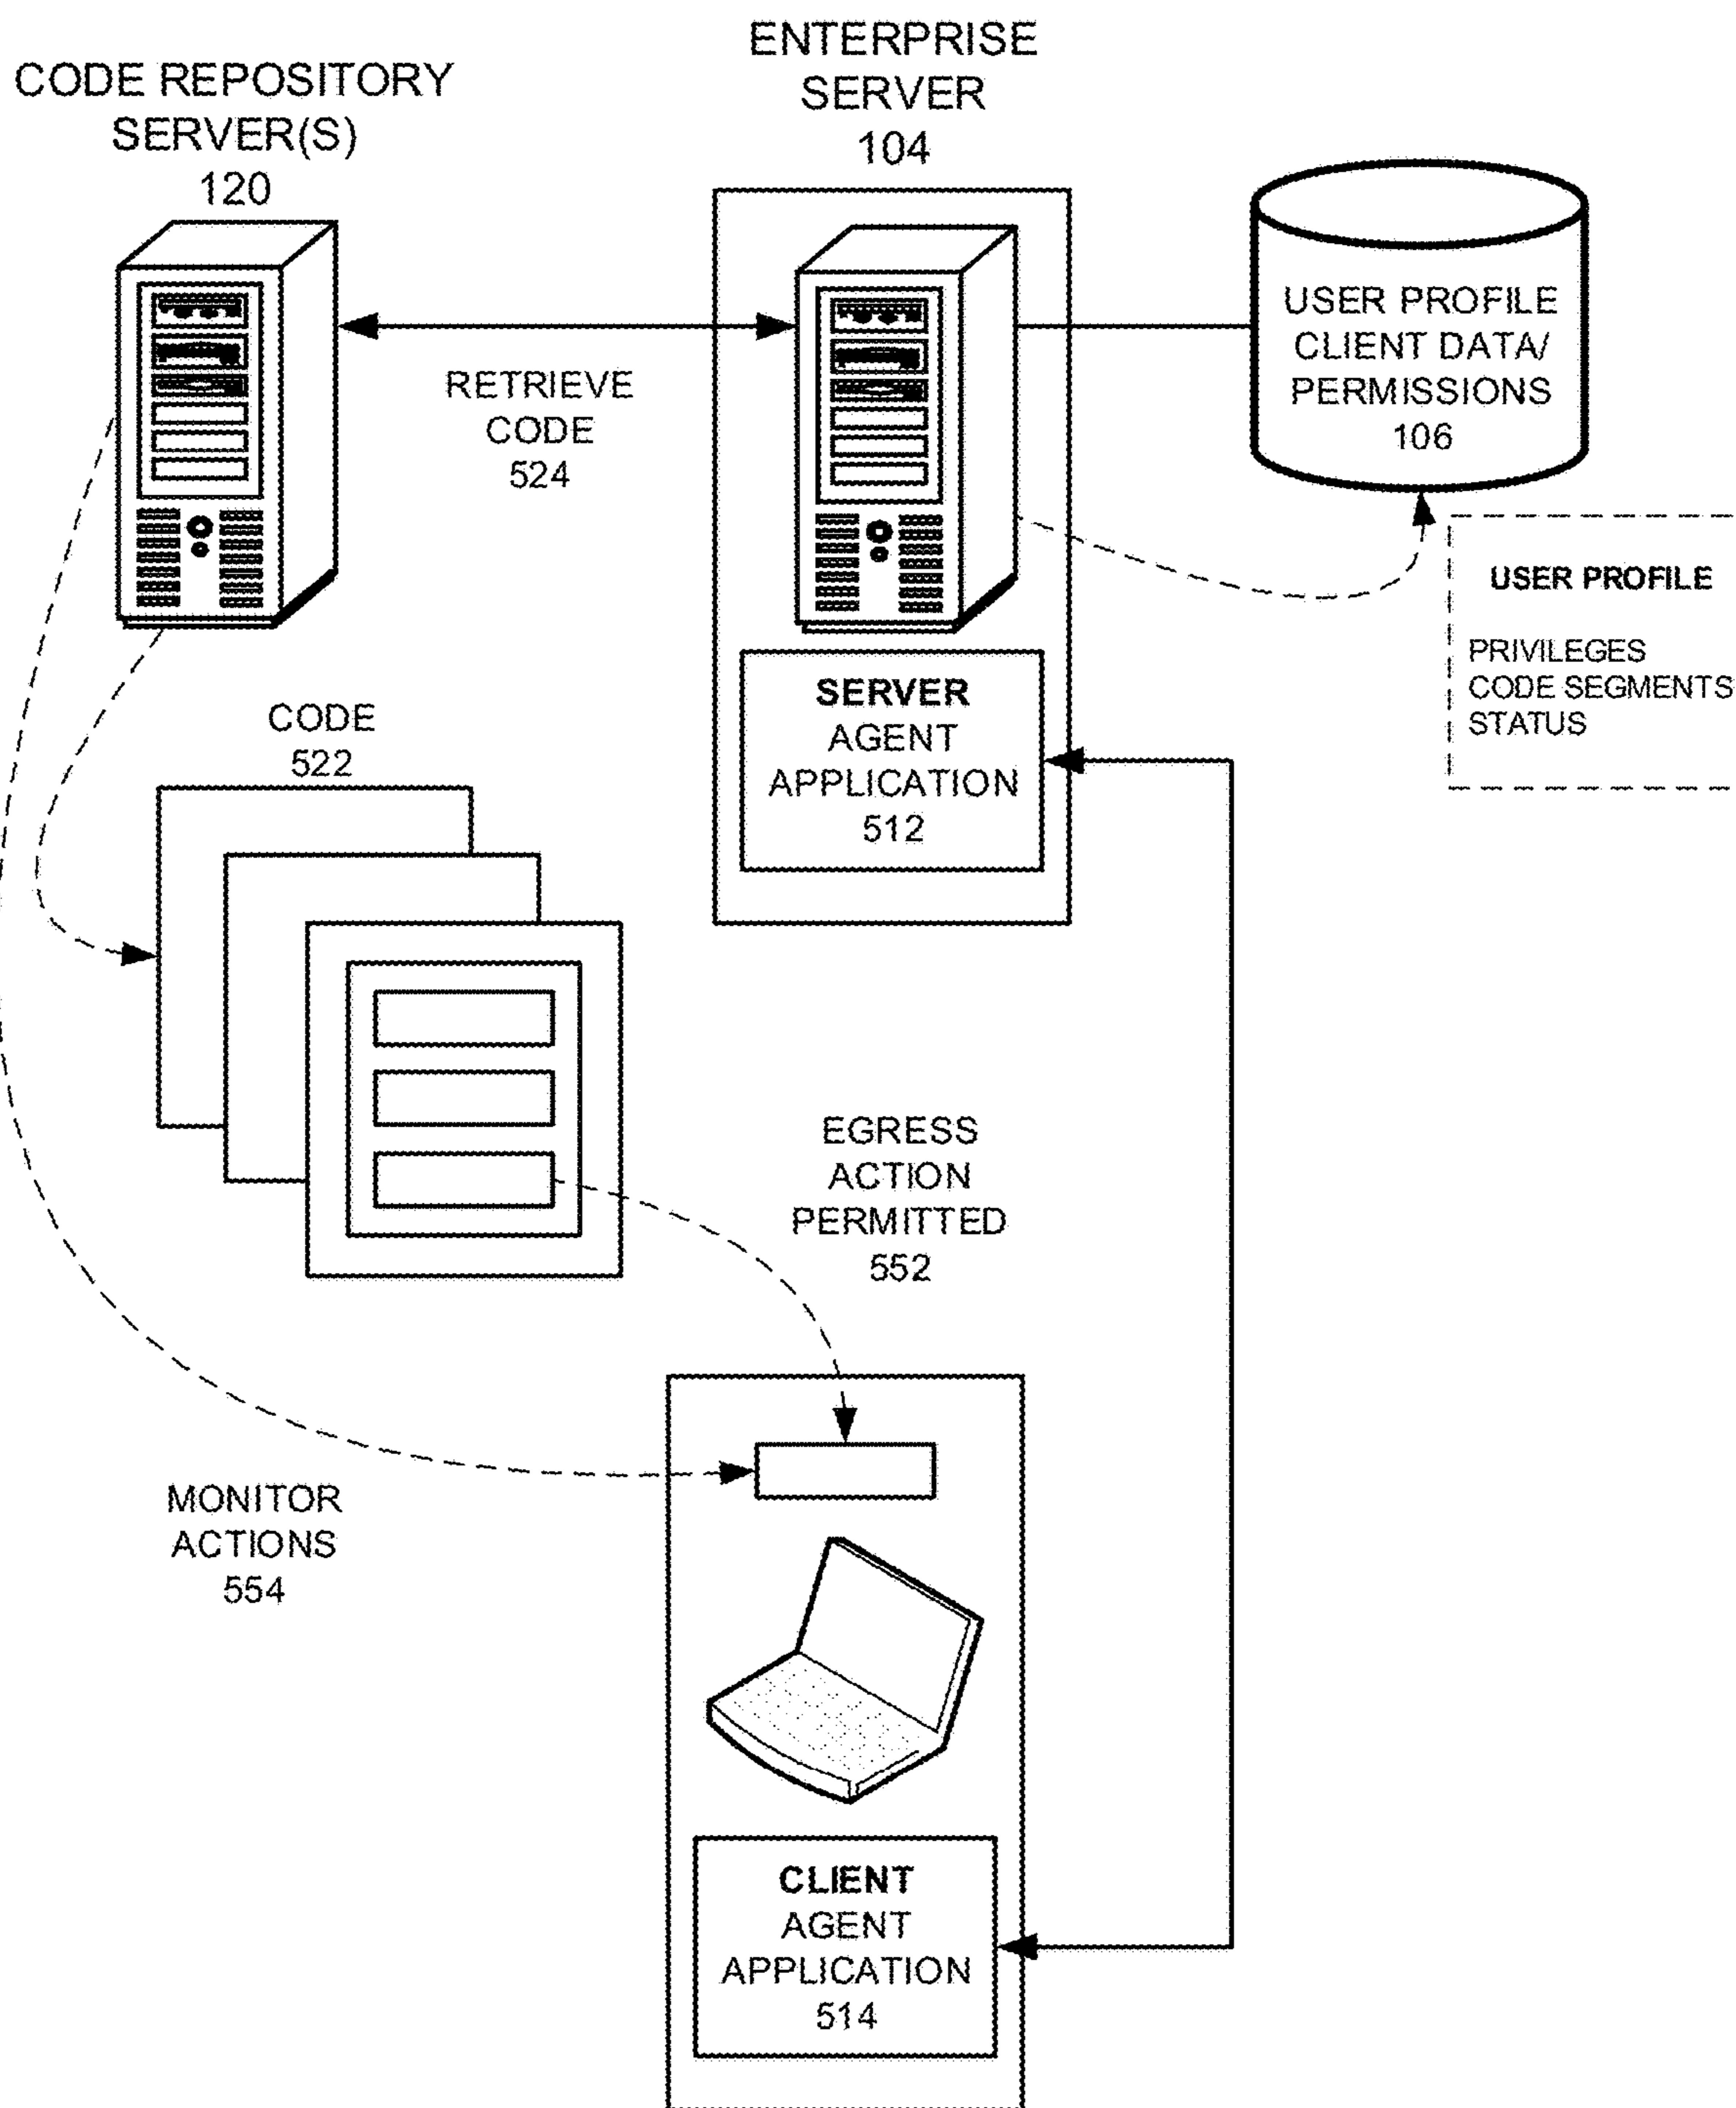 CODE REPOSITORY
SERVER(S)
120
ENTERPRISE
SERVER
104
USER PROFILE
CLIENT DATA/
PERMISSIONS
106
RETRIEVE
CODE
524
USER PROFILE
PRIVILEGES
CODE SEGMENTS
STATUS
SERVER
AGENT
APPLICATION
512
CODE
522
EGRESS
ACTION
PERMITTED
552
MONITOR
ACTIONS
554
CLIENT
AGENT
APPLICATION
514